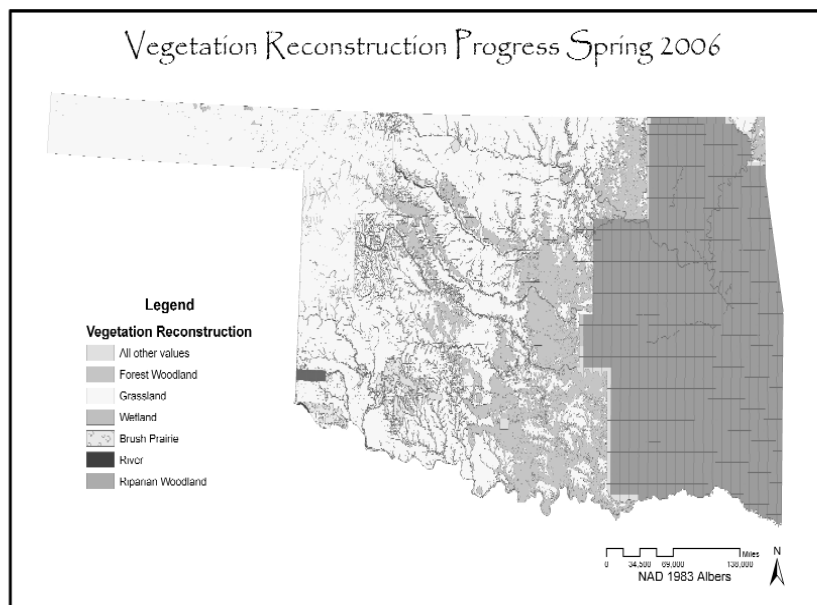 Vegetation Reconstruction Progress Spring 2006
Legend
Vegetation Reconstruction
All other values
Forest Woodland
Grassland
Wetland
Brush Prairie
River
Riparian Woodland
Miles
0 34,500 69,000 138,000
NAD 1983 Albers
N